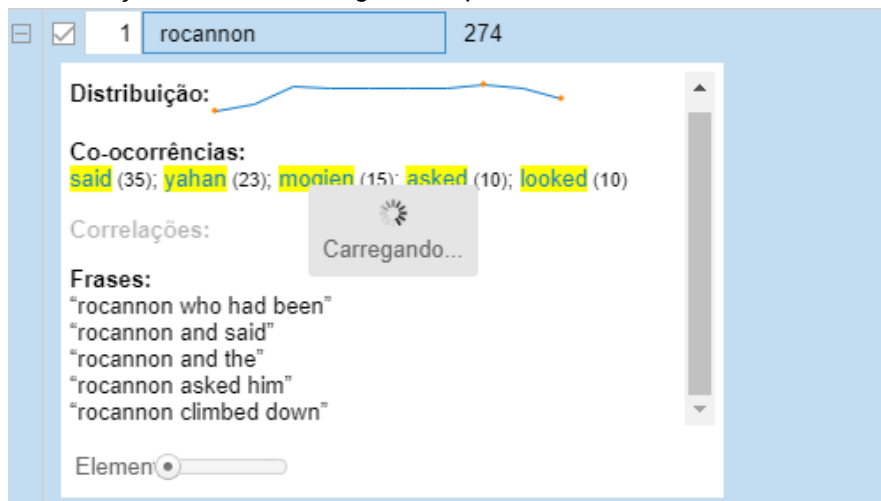 1 rocannon 274
Distribuição:
Co-ocorrências:
said (35); yahan (23); mogien (15); asked (10); looked (10)
Correlações:
Carregando...
Frases:
“rocannon who had been”
“rocannon and said”
“rocannon and the”
“rocannon asked him”
“rocannon climbed down”
Elemen